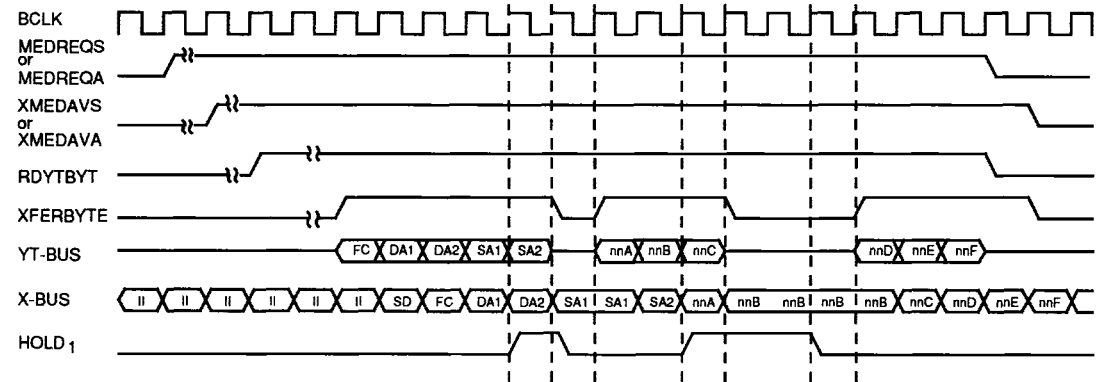 BCLK
MEDREQS
or
MEDREQA
XMEDAVS
or
XMEDAVA
RDYTBYT
XFERBYTE
YT-BUS FC DA1 DA2 SA1 SA2 nnA nnB nnC nnD nnE nnF
X-BUS II II II II II II SD FC DA1 DA2 SA1 SA1 SA2 nnA nnB nnB nnB nnB nnC nnD nnE nnF
HOLD 1